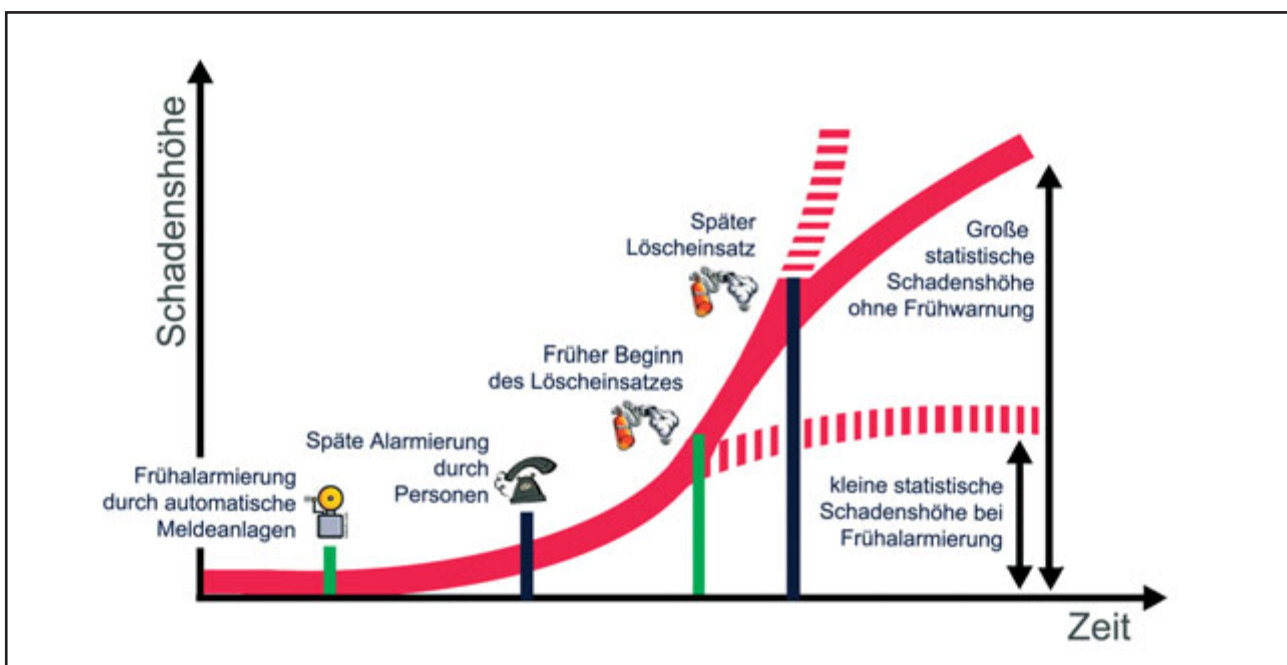 Schadenshöhe
Später
Löscheinsatz
Große
statistische
Schadenshöhe
ohne Frühwarnung
Früher Beginn
des Löscheinsatzes
Späte Alarmierung
durch
Personen
Frühalarmierung
durch automatische
Meldeanlagen
kleine statistische
Schadenshöhe bei
Frühalarmierung
Zeit